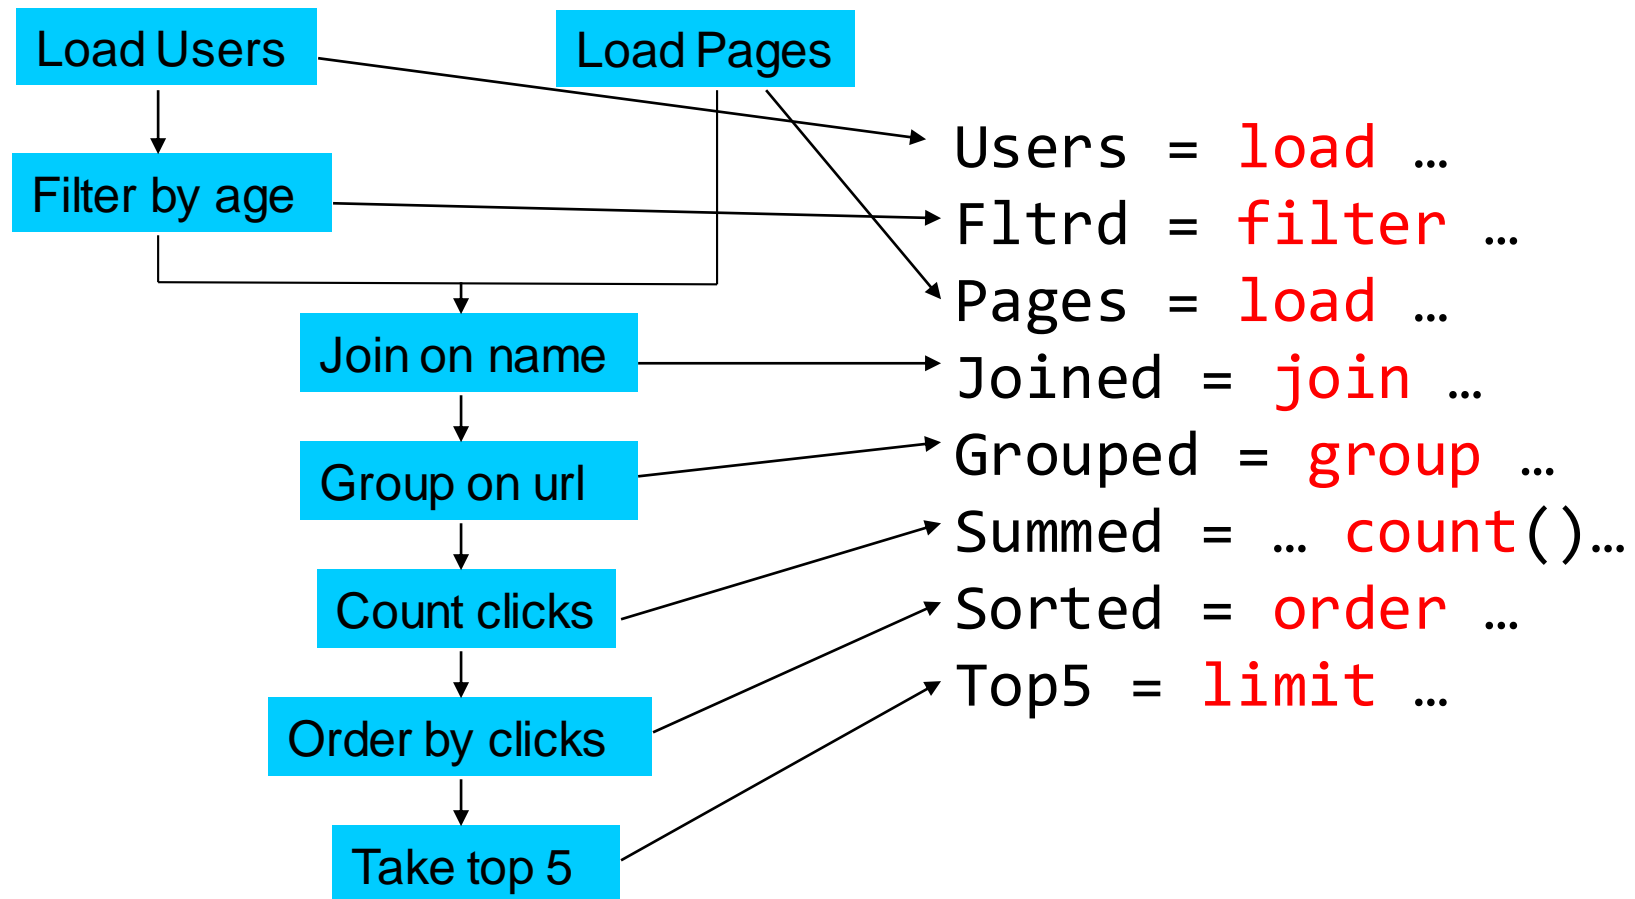 Load Users
Load Pages
Filter by age
Join on name
Group on url
Count clicks
Order by clicks
Take top 5
Users = load …
Fltrd = filter …
Pages = load …
Joined = join …
Grouped = group …
Summed = … count()…
Sorted = order …
Top5 = limit …